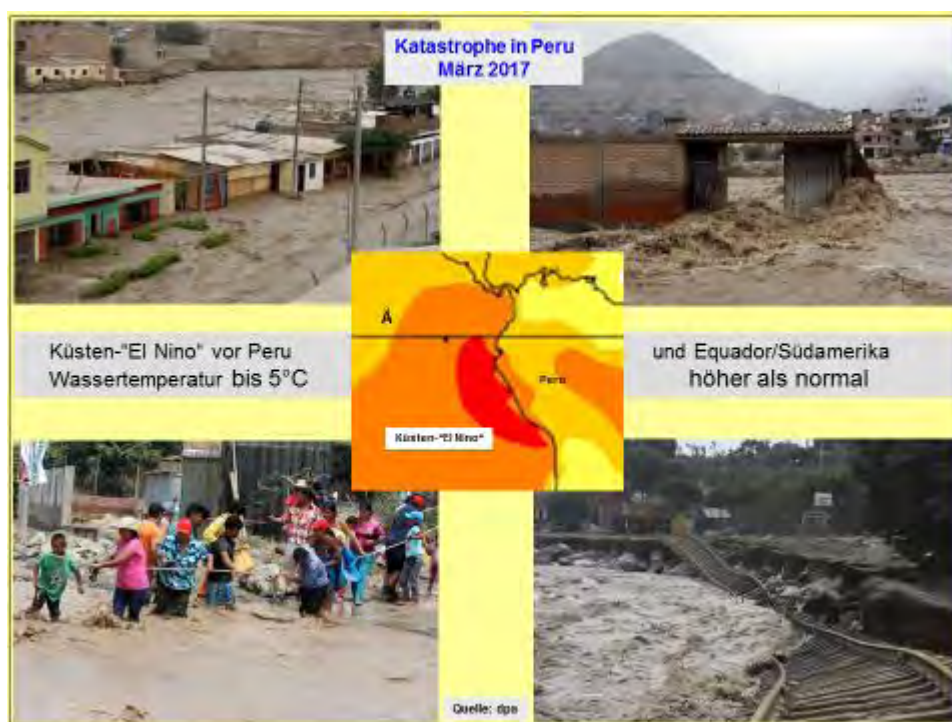 Katastrophe in Peru
März 2017
Küsten-"El Nino" vor Peru
Wassertemperatur bis 5°C
und Equador/Südamerika
höher als normal
Ä
Peru
Küsten-"El Nino"
Quelle: dpa